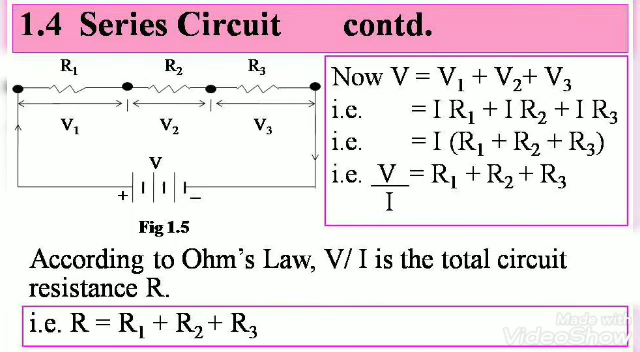 1.4 Series Circuit contd.
R₁ R₂ R₃
V₁ V₂ V₃
V
+ –
Fig 1.5
Now V = V₁ + V₂+ V₃
i.e. = I R₁ + I R₂ + I R₃
i.e. = I (R₁ + R₂ + R₃)
i.e. V/I = R₁ + R₂ + R₃
According to Ohm's Law, V/ I is the total circuit
resistance R.
i.e. R = R₁ + R₂ + R₃
Made with
VideoShow